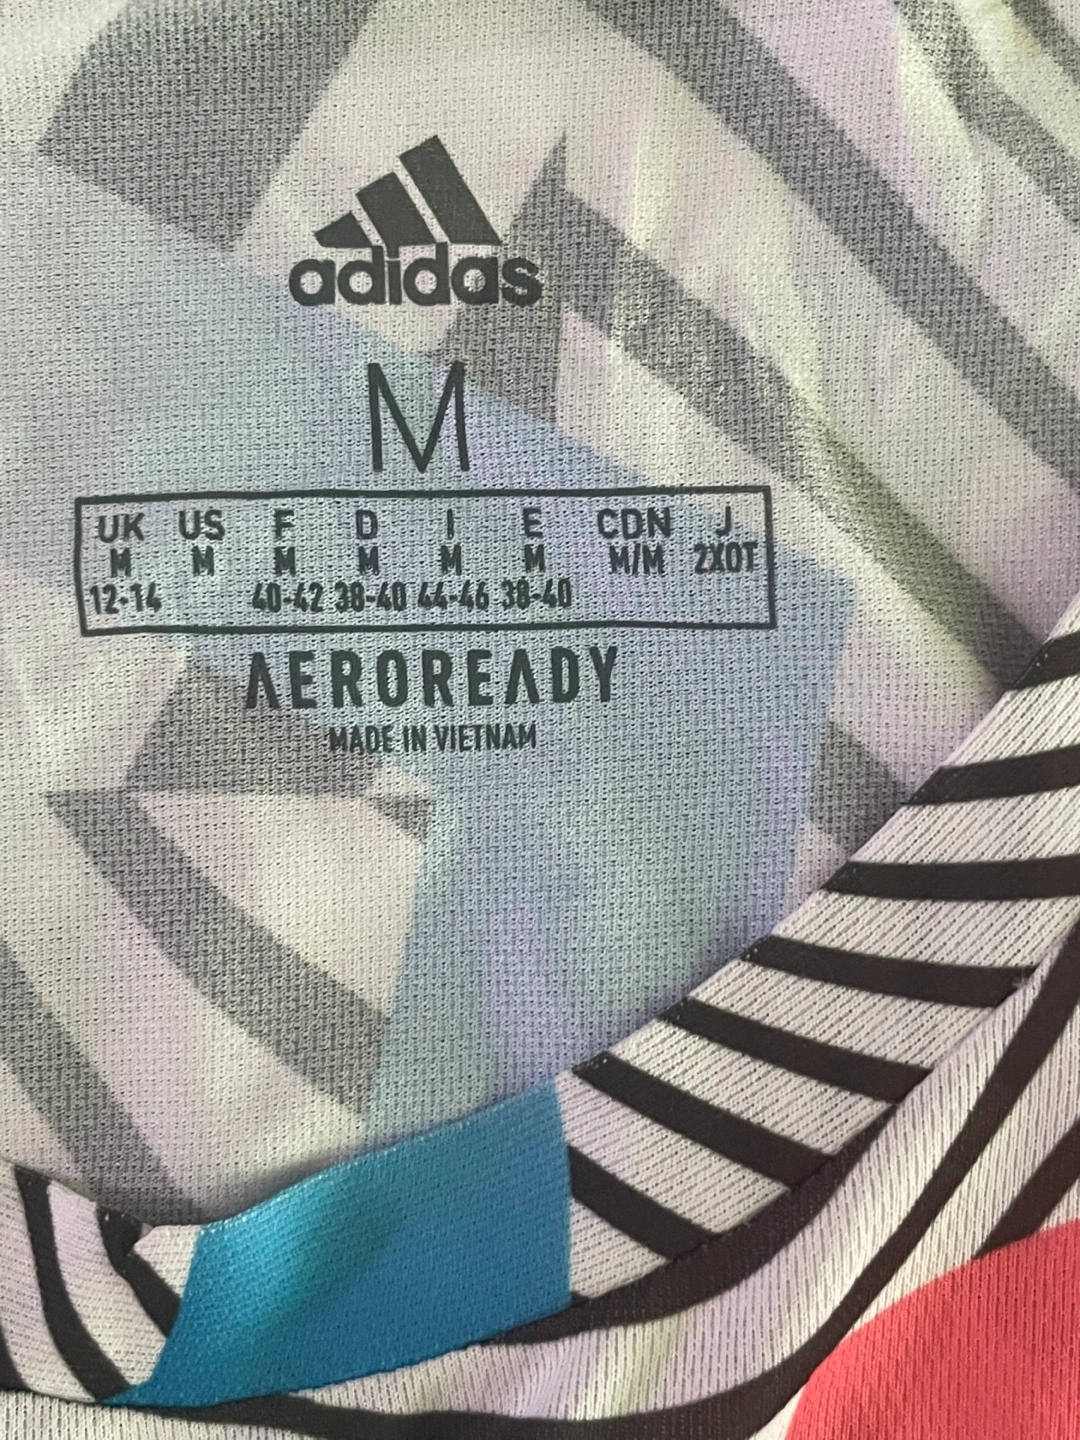 adidas
M
UK US F D I E CDN J
M M M M M M M/M 2XOT
12-14 40-42 38-40 44-46 38-40
AEROREADY
MADE IN VIETNAM